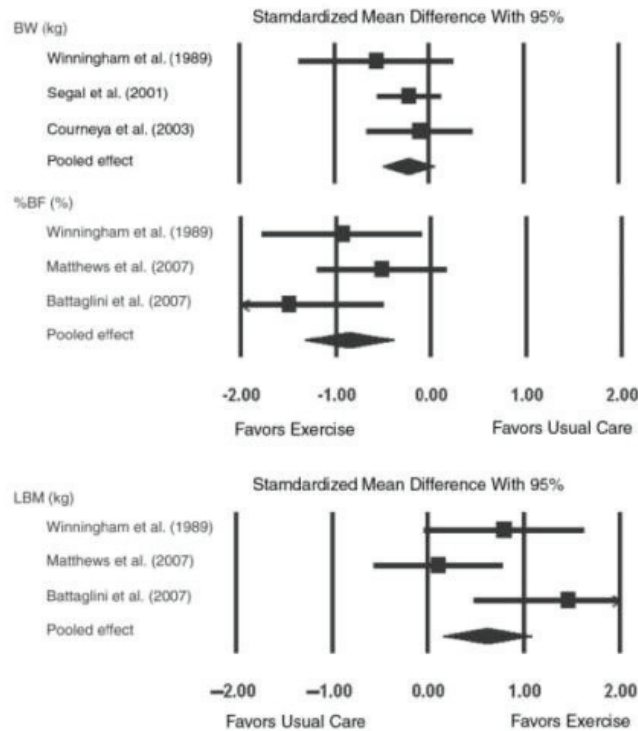 Stamdardized Mean Difference With 95%
BW (kg)
Winningham et al. (1989)
Segal et al. (2001)
Courneya et al. (2003)
Pooled effect
%BF (%)
Winningham et al. (1989)
Matthews et al. (2007)
Battaglini et al. (2007)
Pooled effect
-2.00 -1.00 0.00 1.00 2.00
Favors Exercise Favors Usual Care
Stamdardized Mean Difference With 95%
LBM (kg)
Winningham et al. (1989)
Matthews et al. (2007)
Battaglini et al. (2007)
Pooled effect
−2.00 −1.00 0.00 1.00 2.00
Favors Usual Care Favors Exercise